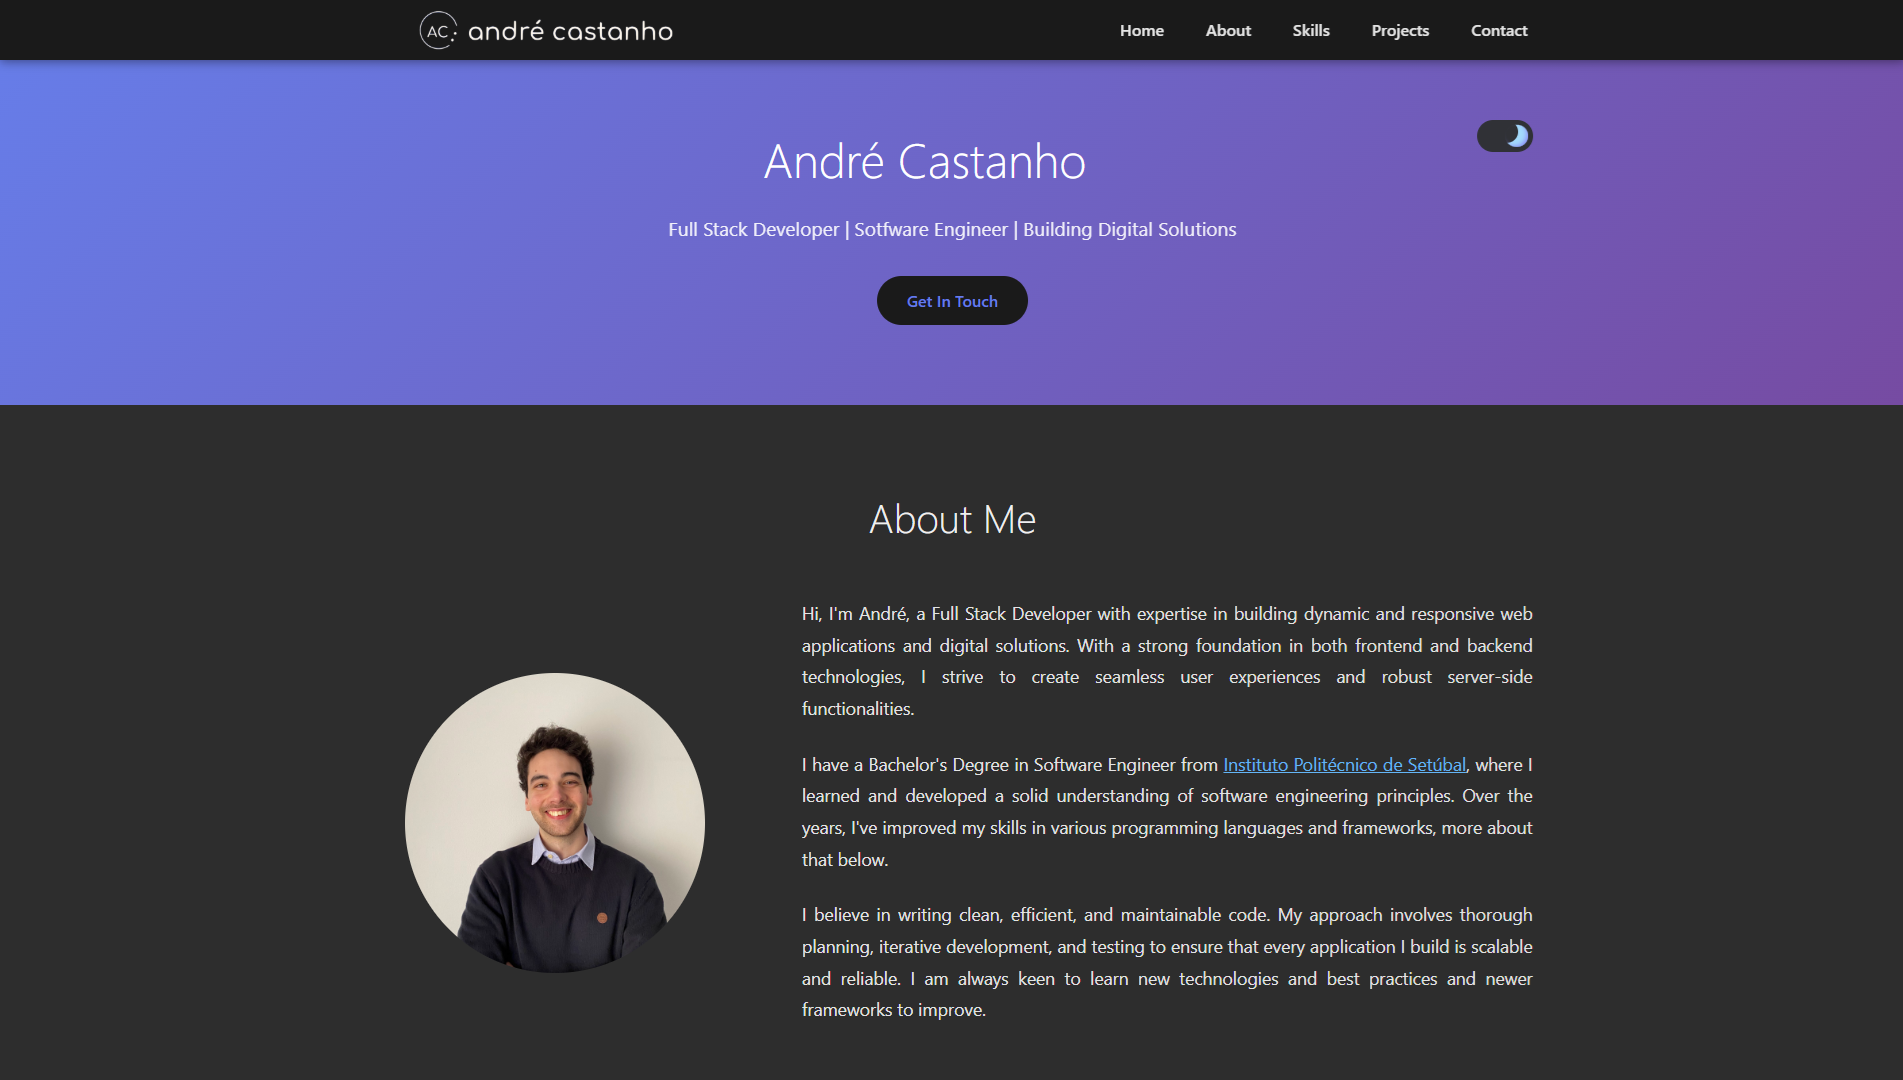 AC
andré castanho
Home
About
Skills
Projects
Contact
André Castanho
Full Stack Developer | Sotfware Engineer | Building Digital Solutions
Get In Touch
About Me
Hi, I'm André, a Full Stack Developer with expertise in building dynamic and responsive web
applications and digital solutions. With a strong foundation in both frontend and backend
technologies, I strive to create seamless user experiences and robust server-side
functionalities.
I have a Bachelor's Degree in Software Engineer from Instituto Politécnico de Setúbal, where I
learned and developed a solid understanding of software engineering principles. Over the
years, I've improved my skills in various programming languages and frameworks, more about
that below.
I believe in writing clean, efficient, and maintainable code. My approach involves thorough
planning, iterative development, and testing to ensure that every application I build is scalable
and reliable. I am always keen to learn new technologies and best practices and newer
frameworks to improve.